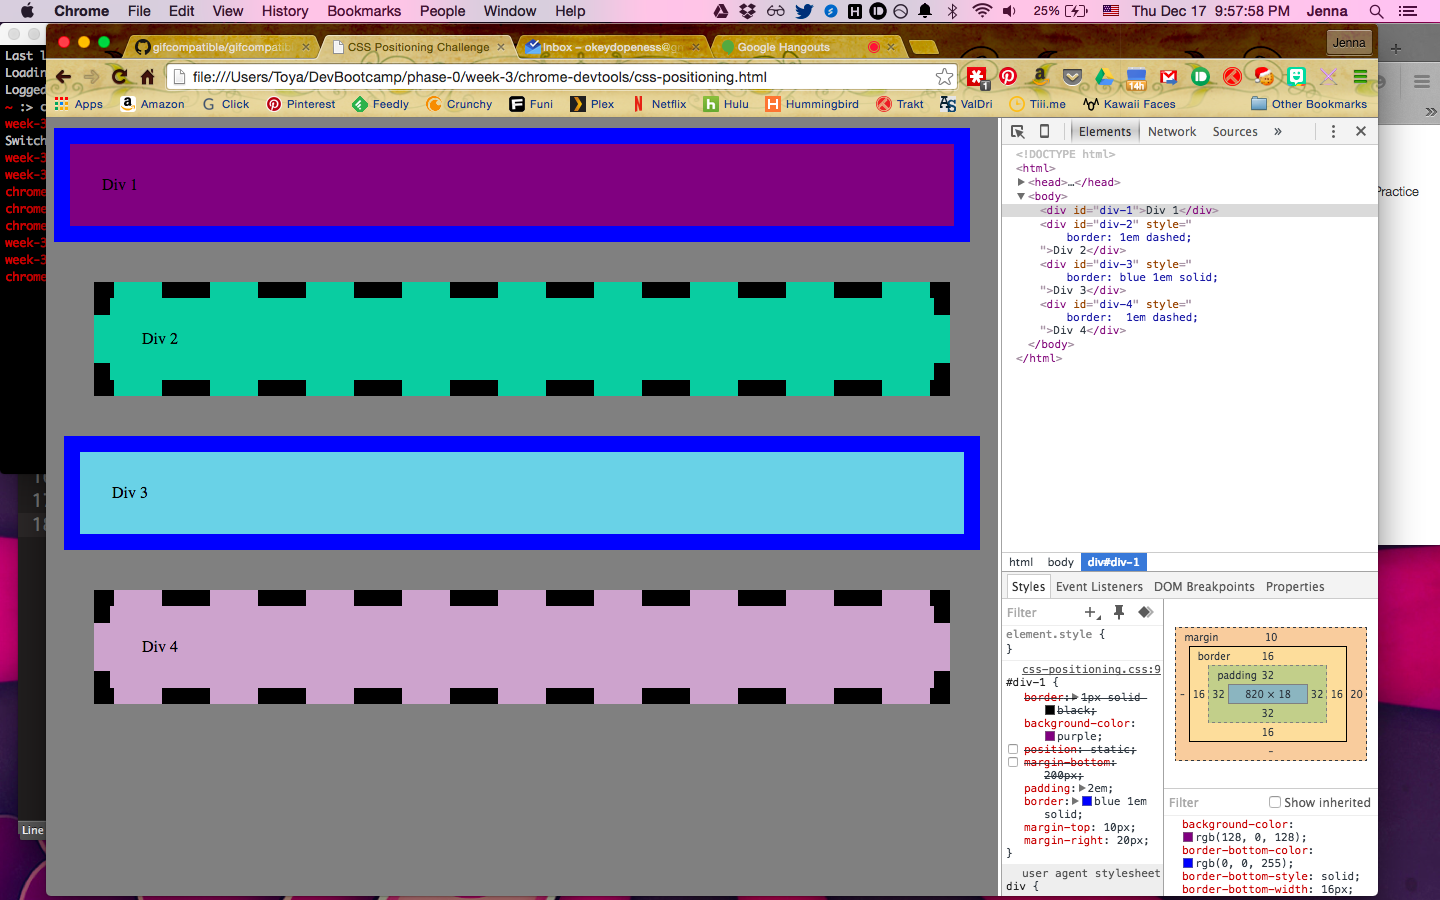 Chrome File Edit View History Bookmarks People Window Help 25% Thu Dec 17 9:57:58 PM Jenna
gifcompatible/gifcompatib CSS Positioning Challenge Inbox – okeydopeness@g Google Hangouts Jenna
file:///Users/Toya/DevBootcamp/phase-0/week-3/chrome-devtools/css-positioning.html
1
14h
Apps Amazon Click Pinterest Feedly Crunchy Funi Plex Netflix Hulu Hummingbird Trakt ValDri Tiii.me Kawaii Faces Other Bookmarks
Last l
Loadin
Logged
~ :> c
week-3
Switch
week-3
week-3
chrome
chrome
chrome
week-3
week-3
chrome
17
18
Line
Practice
Div 1
Div 2
Div 3
Div 4
Elements Network Sources »
<!DOCTYPE html>
<html>
▶<head>…</head>
▼<body>
<div id="div-1">Div 1</div>
<div id="div-2" style="
border: 1em dashed;
">Div 2</div>
<div id="div-3" style="
border: blue 1em solid;
">Div 3</div>
<div id="div-4" style="
border:  1em dashed;
">Div 4</div>
</body>
</html>
html body div#div-1
Styles Event Listeners DOM Breakpoints Properties
Filter
element.style {
}
css-positioning.css:9
#div-1 {
border:▶1px solid
black;
background-color:
purple;
position: static;
margin-bottom:
200px;
padding:▶2em;
border:▶blue 1em
solid;
margin-top: 10px;
margin-right: 20px;
}
user agent stylesheet
div {
margin 10
border 16
padding 32
- 16 32 820 × 18 32 16 20
32
16
-
Filter Show inherited
background-color:
rgb(128, 0, 128);
border-bottom-color:
rgb(0, 0, 255);
border-bottom-style: solid;
border-bottom-width: 16px;